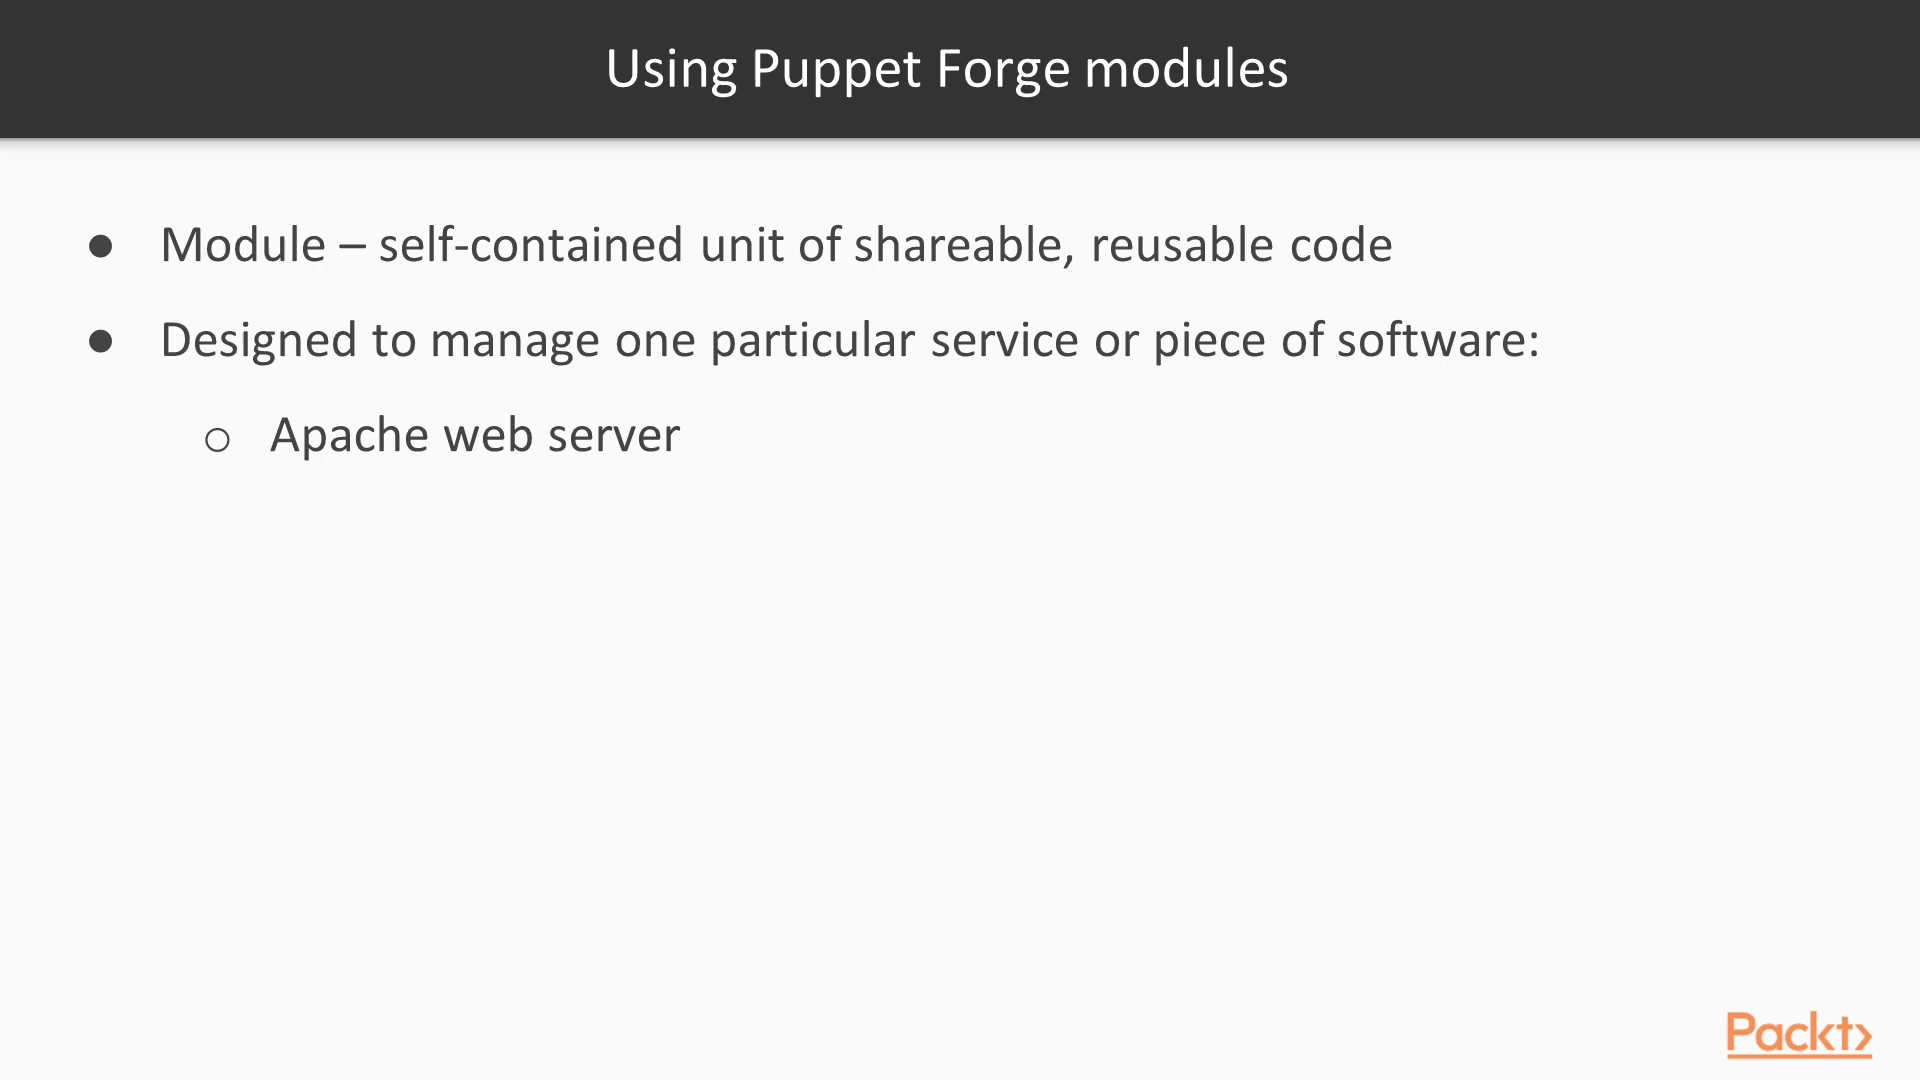 Using Puppet Forge modules
● Module – self-contained unit of shareable, reusable code
● Designed to manage one particular service or piece of software:
○ Apache web server
Packt>